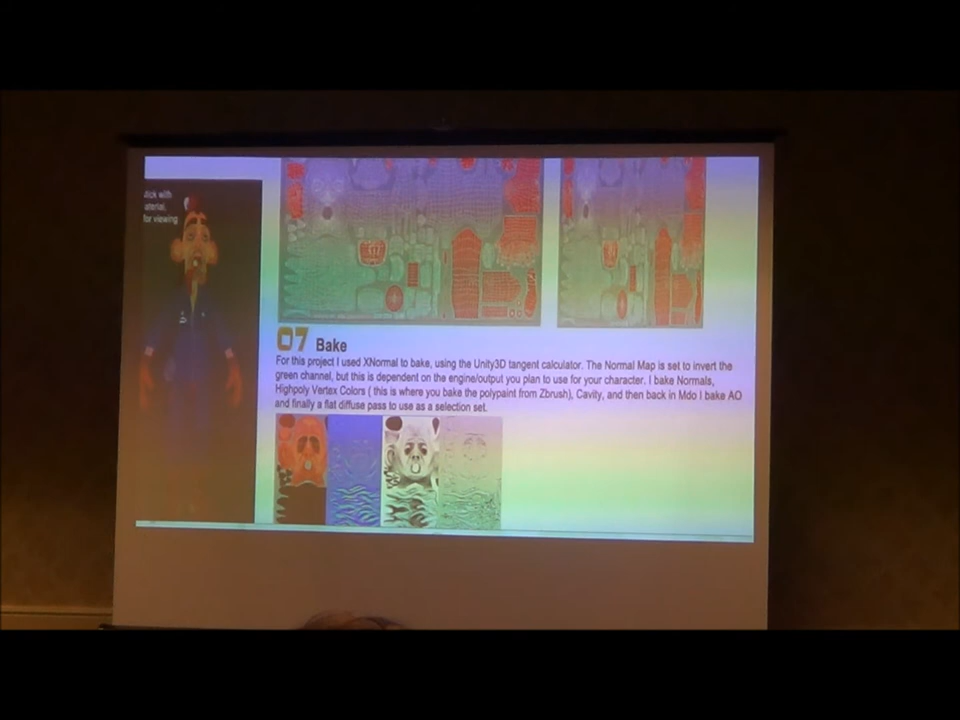 stick with
material,
for viewing
07 Bake
For this project I used XNormal to bake, using the Unity3D tangent calculator. The Normal Map is set to invert the
green channel, but this is dependent on the engine/output you plan to use for your character. I bake Normals,
Highpoly Vertex Colors ( this is where you bake the polypaint from Zbrush), Cavity, and then back in Mdo I bake AO
and finally a flat diffuse pass to use as a selection set.